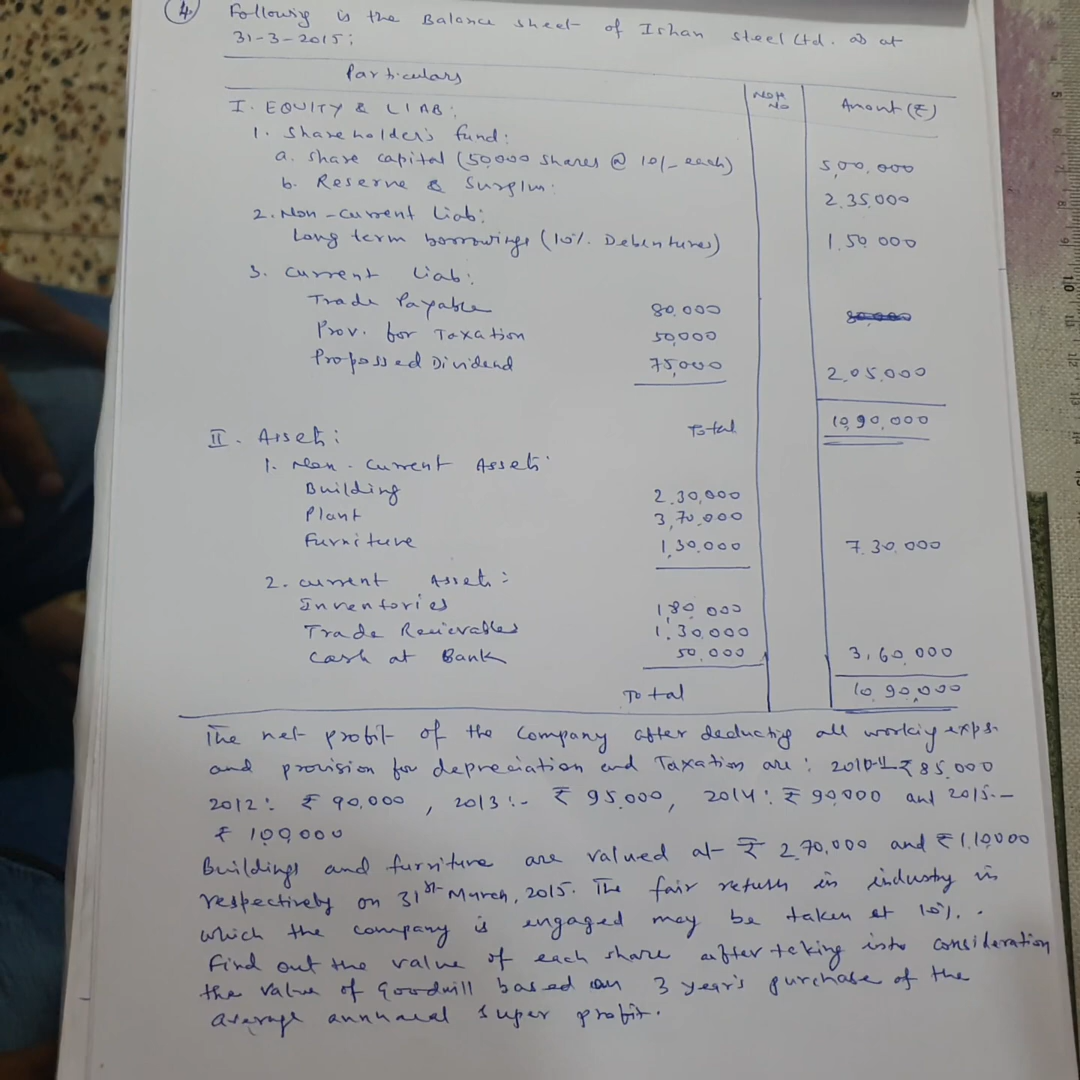 4.
Following is the Balance sheet of Ishan steel Ltd. as at
31-3-2015:
Particulars Note No Amount (₹)
I. EQUITY & LIAB:
1. Shareholder's fund:
a. Share capital (50,000 shares @ 10/- each) 5,00,000
b. Reserve & Surplus: 2,35,000
2. Non-current Liab:
Long term borrowings (10%. Debentures) 1,50,000
3. Current Liab:
Trade Payable 80,000
Prov. for Taxation 50,000
Propossed Dividend 75,000 2,05,000
Total 10,90,000
II. Assets:
1. Non-Current Assets:
Building 2,30,000
Plant 3,70,000
Furniture 1,30,000 7,30,000
2. current Assets:
Inventories 1,80,000
Trade Recievables 1,30,000
Cash at Bank 50,000 3,60,000
Total 10,90,000
The net profit of the company after deducting all working exps.
and provision for depreciation and Taxation are: ₹ 85,000
2012: ₹ 90,000, 2013:- ₹ 95,000, 2014: ₹ 90,000 and 2015:-
₹ 1,00,000
Buildings and furniture are valued at ₹ 2,70,000 and ₹ 1,10,000
respectively on 31st March, 2015. The fair return in industry in
which the company is engaged may be taken at 10%.
Find out the value of each share after taking into consideration
the value of Goodwill based on 3 year's purchase of the
average annual super profit.